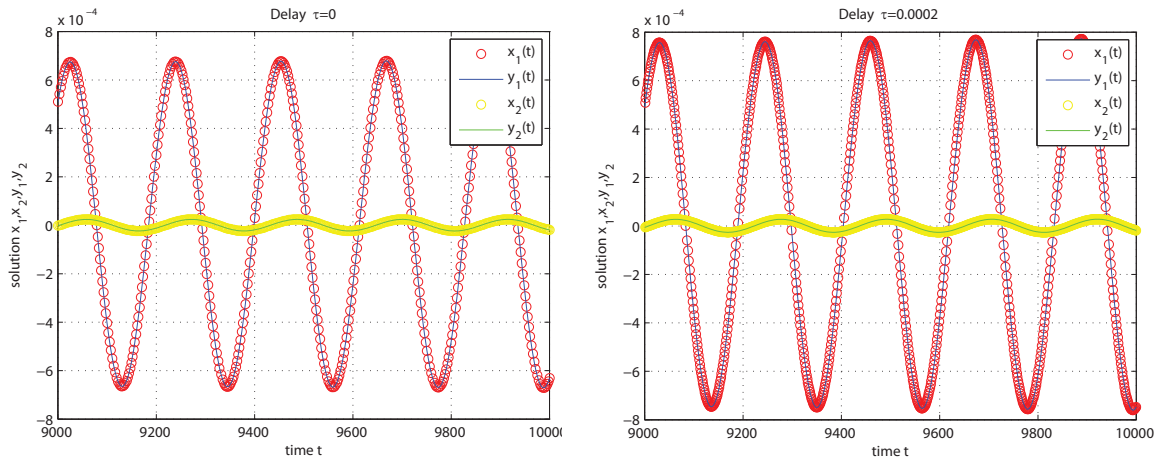 Delay τ=0
x 10⁻⁴
8
6
4
2
0
−2
−4
−6
−8
9000 9200 9400 9600 9800 10000
time t
solution x₁,x₂,y₁,y₂
x₁(t)
y₁(t)
x₂(t)
y₂(t)
Delay τ=0.0002
x 10⁻⁴
8
6
4
2
0
−2
−4
−6
−8
9000 9200 9400 9600 9800 10000
time t
solution x₁,x₂,y₁,y₂
x₁(t)
y₁(t)
x₂(t)
y₂(t)